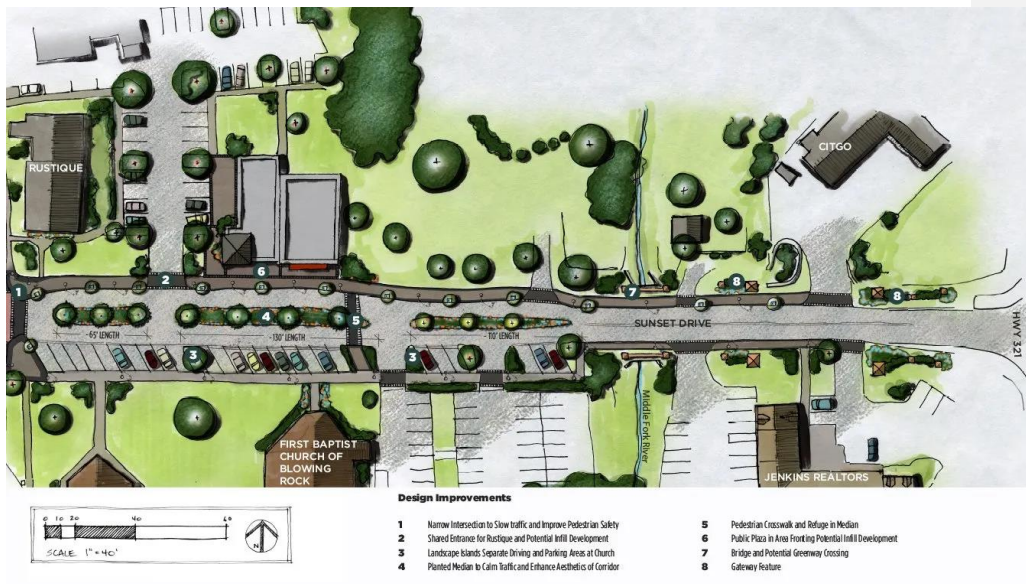 RUSTIQUE
CITGO
1
2
6
7
8
8
4
5
SUNSET DRIVE
HWY 321
~65' LENGTH
~130' LENGTH
~110' LENGTH
3
3
Middle Fork River
FIRST BAPTIST
CHURCH OF
BLOWING
ROCK
JENKINS REALTORS
0 10 20 40 60
SCALE 1"=40'
N
Design Improvements
1 Narrow Intersection to Slow traffic and Improve Pedestrian Safety
2 Shared Entrance for Rustique and Potential Infill Development
3 Landscape Islands Separate Driving and Parking Areas at Church
4 Planted Median to Calm Traffic and Enhance Aesthetics of Corridor
5 Pedestrian Crosswalk and Refuge in Median
6 Public Plaza in Area Fronting Potential Infill Development
7 Bridge and Potential Greenway Crossing
8 Gateway Feature